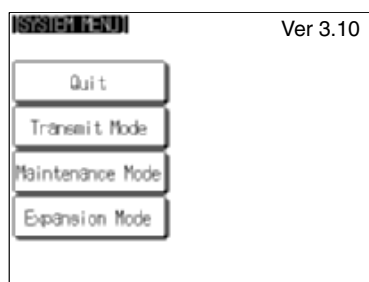 [SYSTEM MENU]
Ver 3.10
Quit
Transmit Mode
Maintenance Mode
Expansion Mode